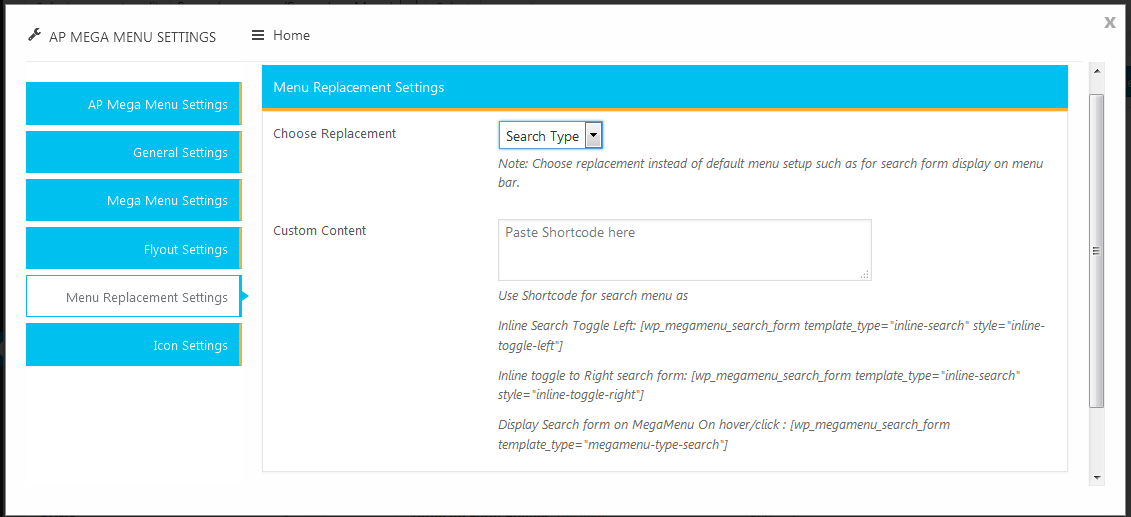 AP MEGA MENU SETTINGS
Home
X
AP Mega Menu Settings
General Settings
Mega Menu Settings
Flyout Settings
Menu Replacement Settings
Icon Settings
Menu Replacement Settings
Choose Replacement
Search Type
Note: Choose replacement instead of default menu setup such as for search form display on menu
bar.
Custom Content
Paste Shortcode here
Use Shortcode for search menu as
Inline Search Toggle Left: [wp_megamenu_search_form template_type="inline-search" style="inline-
toggle-left"]
Inline toggle to Right search form: [wp_megamenu_search_form template_type="inline-search"
style="inline-toggle-right"]
Display Search form on MegaMenu On hover/click : [wp_megamenu_search_form
template_type="megamenu-type-search"]